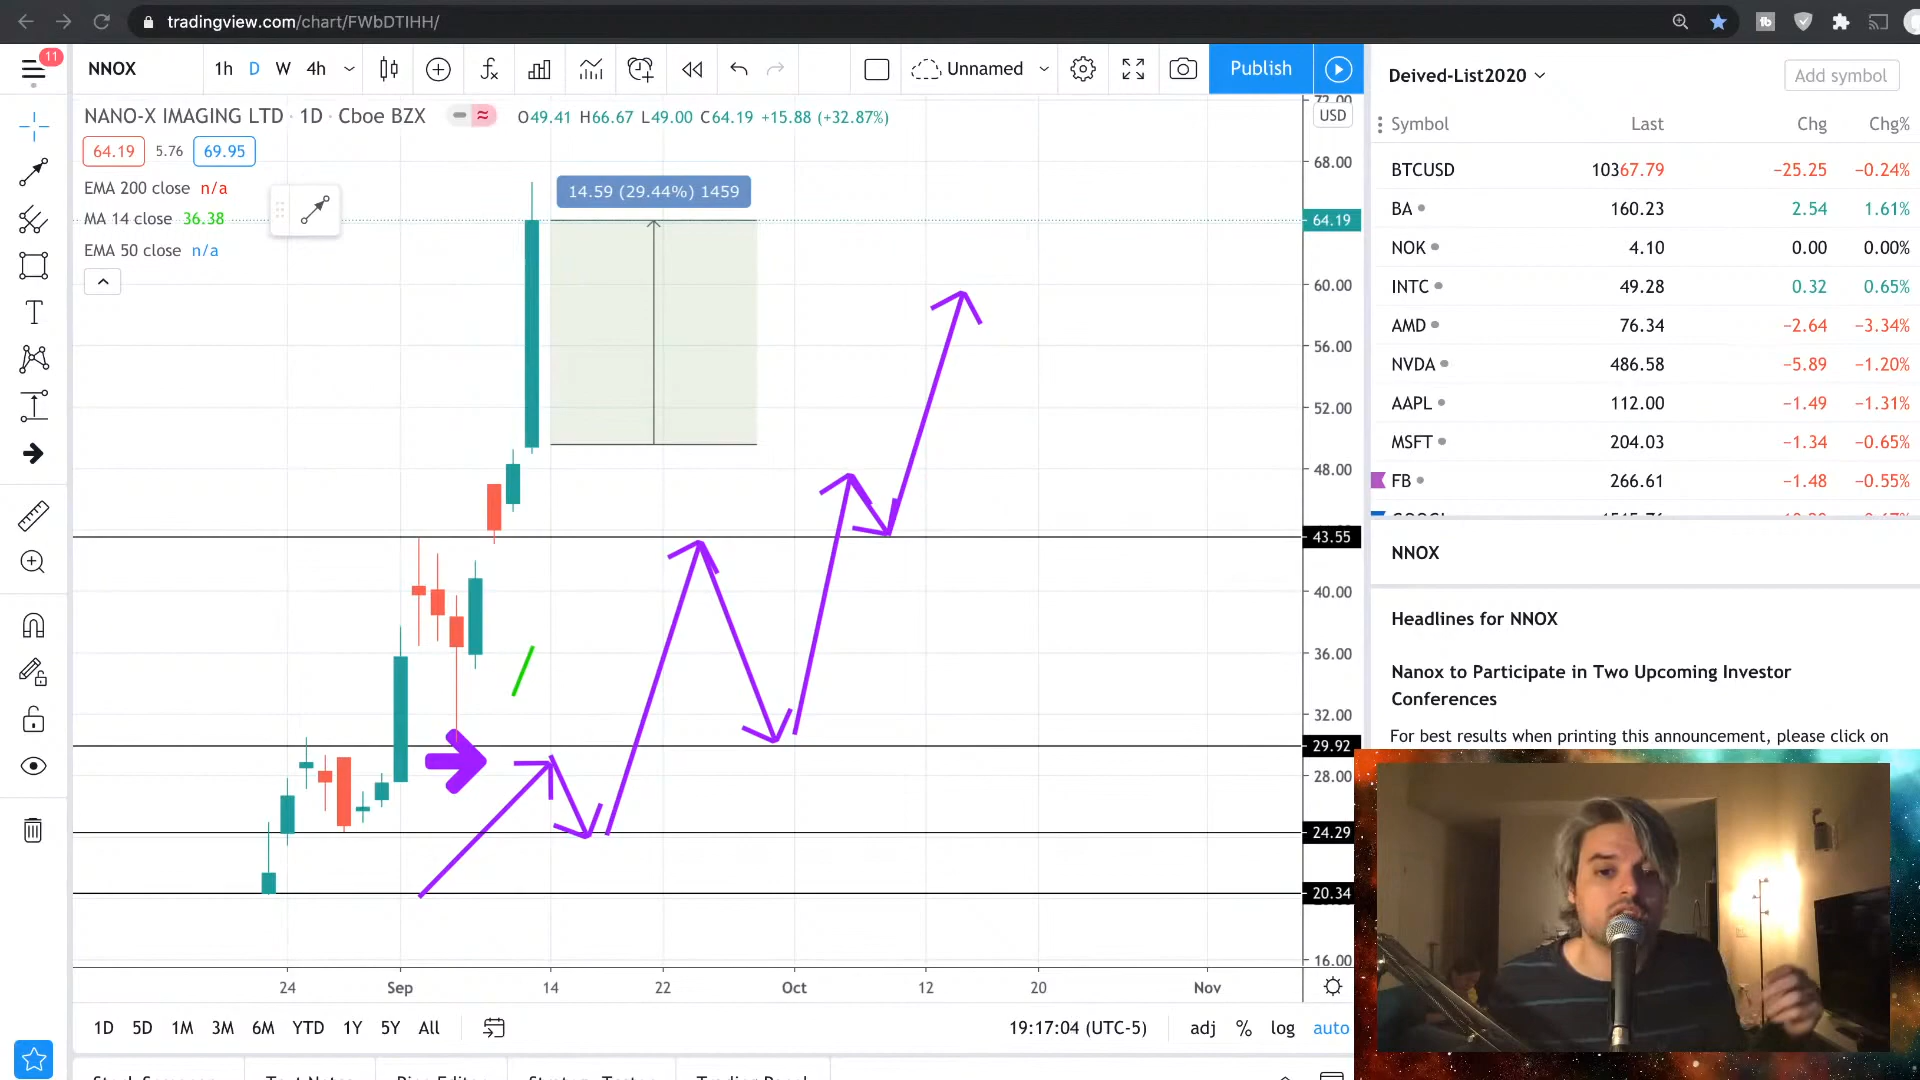 tradingview.com/chart/FWbDTIHH/
11
NNOX
1h D W 4h
Unnamed
Publish
NANO-X IMAGING LTD · 1D · Cboe BZX
O49.41 H66.67 L49.00 C64.19 +15.88 (+32.87%)
64.19 5.76 69.95
EMA 200 close n/a
MA 14 close 36.38
EMA 50 close n/a
14.59 (29.44%) 1459
72.00
USD
68.00
64.19
60.00
56.00
52.00
48.00
43.55
40.00
36.00
32.00
29.92
28.00
24.29
20.34
16.00
24 Sep 14 22 Oct 12 20 Nov
1D 5D 1M 3M 6M YTD 1Y 5Y All
19:17:04 (UTC-5) adj % log auto
Deived-List2020
Add symbol
Symbol Last Chg Chg%
BTCUSD 10367.79 −25.25 −0.24%
BA 160.23 2.54 1.61%
NOK 4.10 0.00 0.00%
INTC 49.28 0.32 0.65%
AMD 76.34 −2.64 −3.34%
NVDA 486.58 −5.89 −1.20%
AAPL 112.00 −1.49 −1.31%
MSFT 204.03 −1.34 −0.65%
FB 266.61 −1.48 −0.55%
NNOX
Headlines for NNOX
Nanox to Participate in Two Upcoming Investor
Conferences
For best results when printing this announcement, please click on